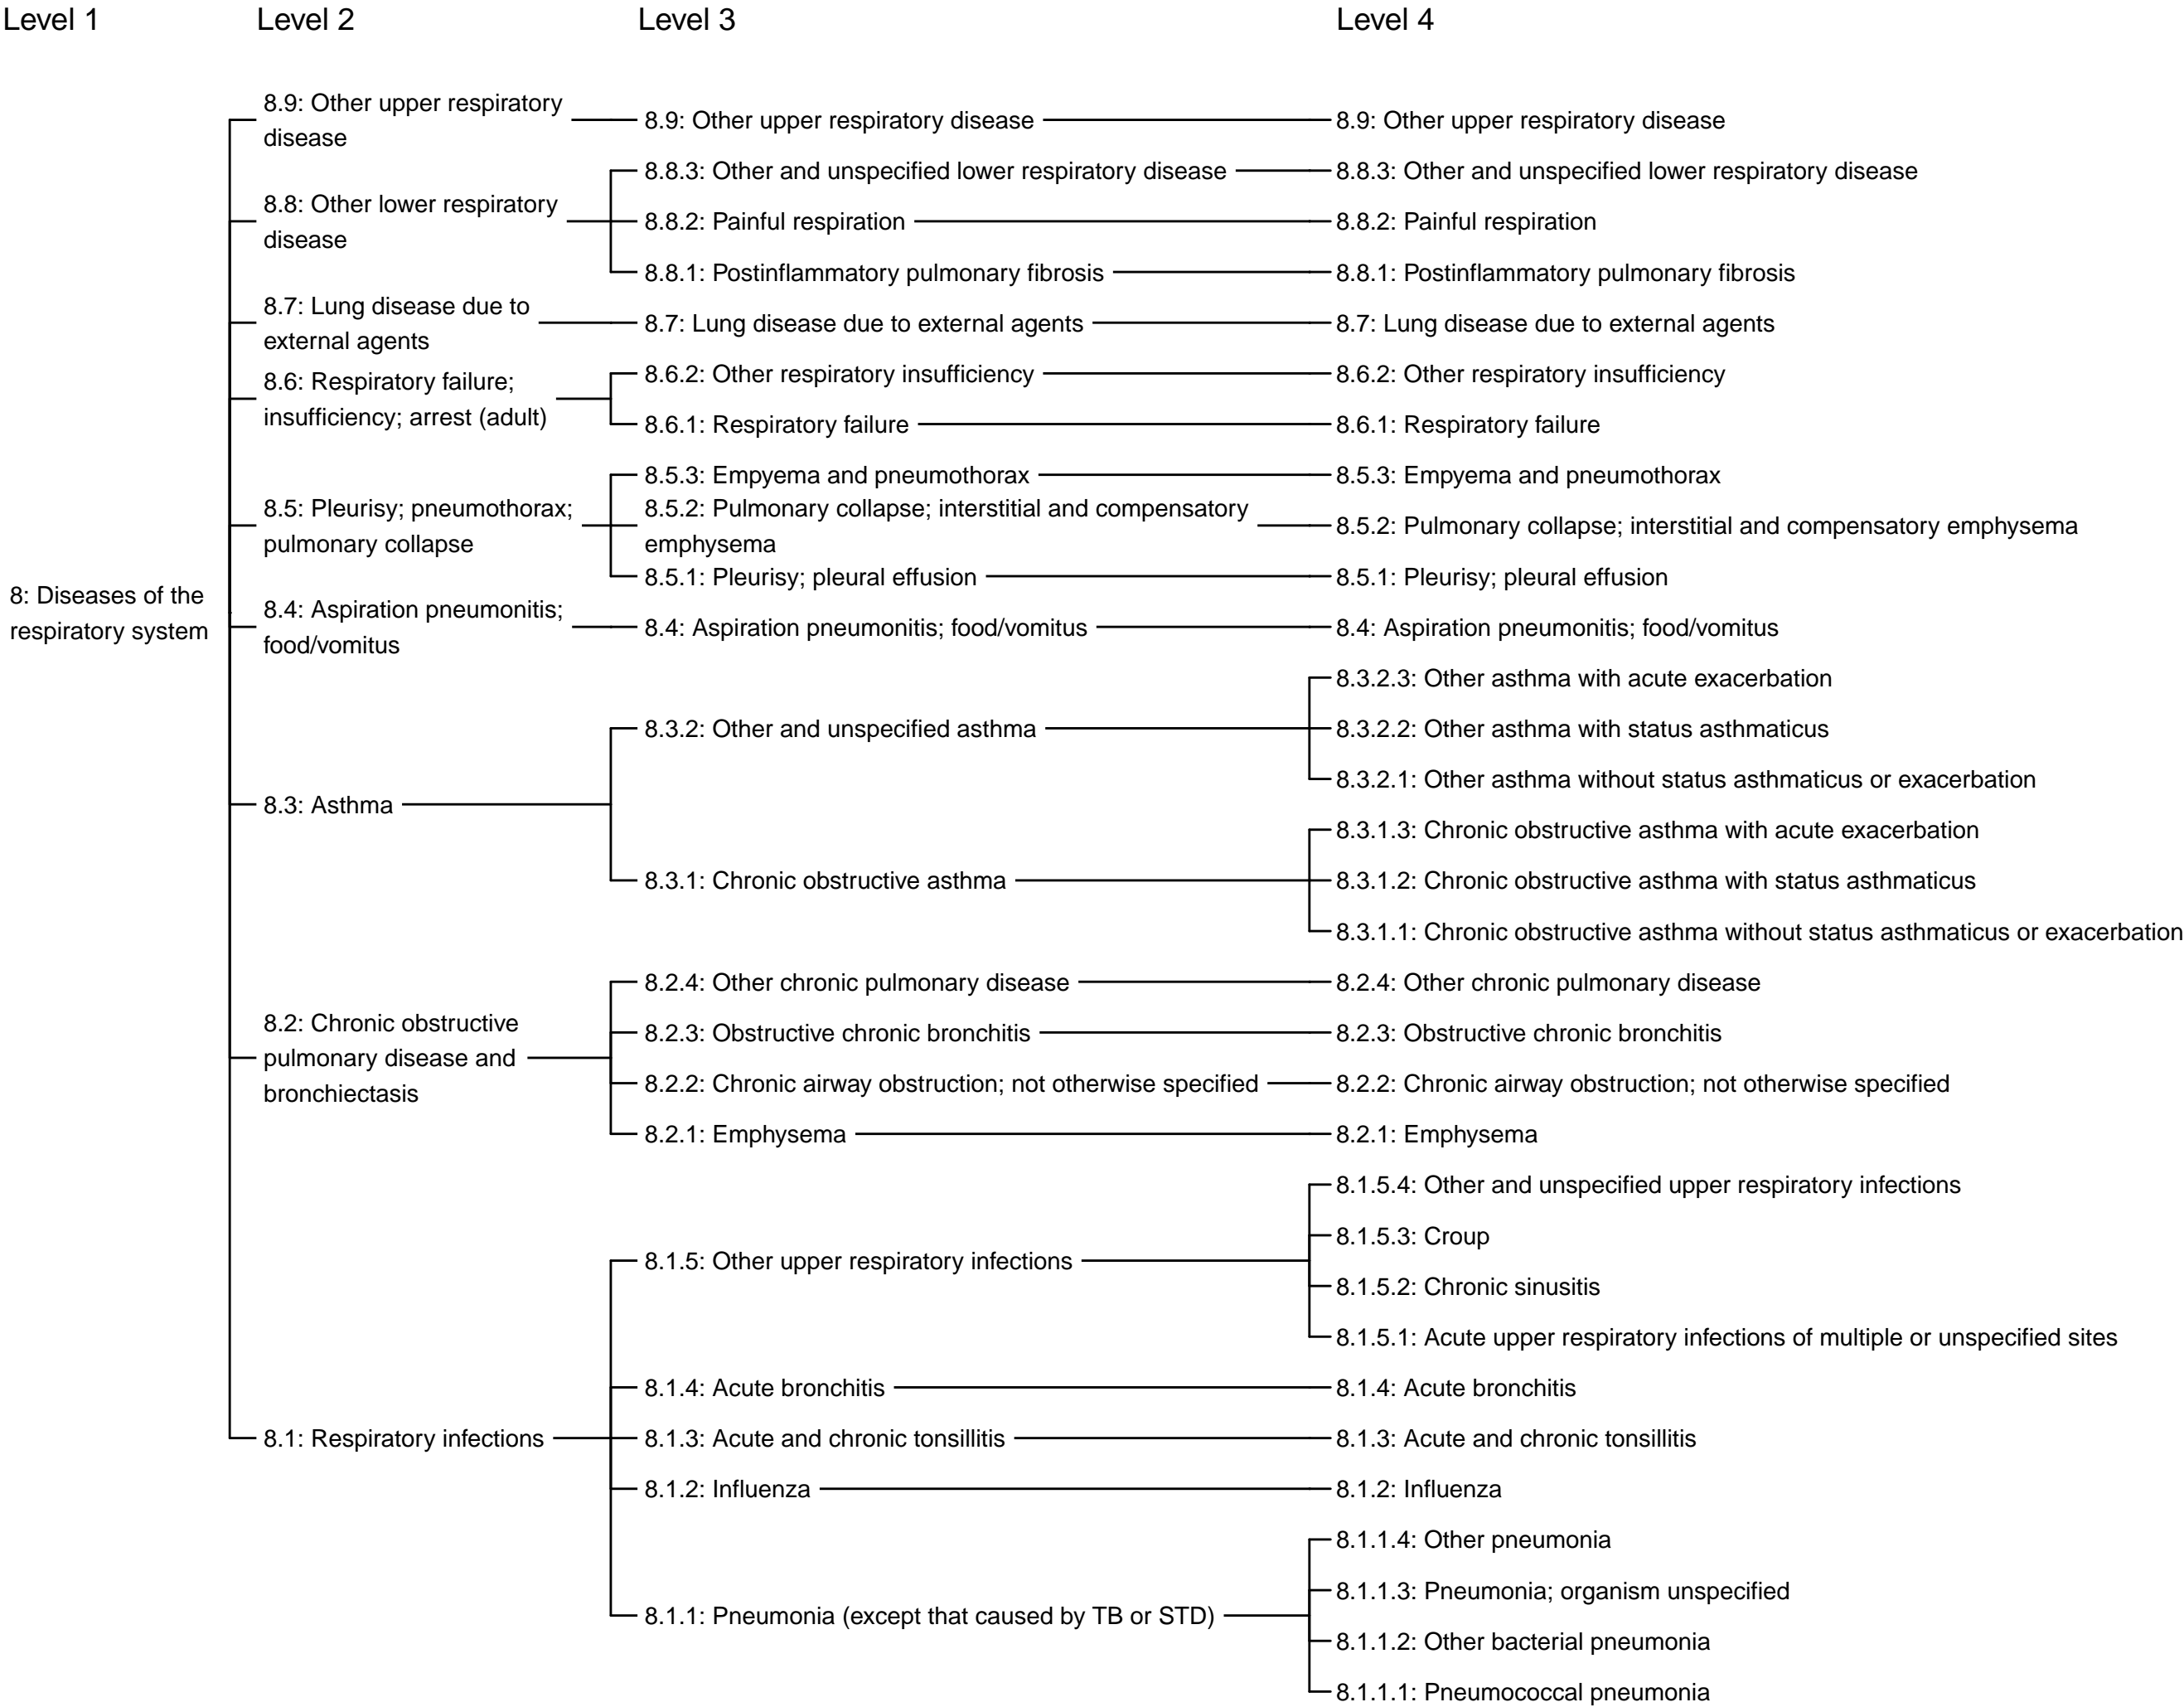 Level 1
Level 2
Level 3
Level 4
8: Diseases of the
respiratory system
8.9: Other upper respiratory
disease
8.8: Other lower respiratory
disease
8.7: Lung disease due to
external agents
8.6: Respiratory failure;
insufficiency; arrest (adult)
8.5: Pleurisy; pneumothorax;
pulmonary collapse
8.4: Aspiration pneumonitis;
food/vomitus
8.3: Asthma
8.2: Chronic obstructive
pulmonary disease and
bronchiectasis
8.1: Respiratory infections
8.9: Other upper respiratory disease
8.8.3: Other and unspecified lower respiratory disease
8.8.2: Painful respiration
8.8.1: Postinflammatory pulmonary fibrosis
8.7: Lung disease due to external agents
8.6.2: Other respiratory insufficiency
8.6.1: Respiratory failure
8.5.3: Empyema and pneumothorax
8.5.2: Pulmonary collapse; interstitial and compensatory
emphysema
8.5.1: Pleurisy; pleural effusion
8.4: Aspiration pneumonitis; food/vomitus
8.3.2: Other and unspecified asthma
8.3.1: Chronic obstructive asthma
8.2.4: Other chronic pulmonary disease
8.2.3: Obstructive chronic bronchitis
8.2.2: Chronic airway obstruction; not otherwise specified
8.2.1: Emphysema
8.1.5: Other upper respiratory infections
8.1.4: Acute bronchitis
8.1.3: Acute and chronic tonsillitis
8.1.2: Influenza
8.1.1: Pneumonia (except that caused by TB or STD)
8.9: Other upper respiratory disease
8.8.3: Other and unspecified lower respiratory disease
8.8.2: Painful respiration
8.8.1: Postinflammatory pulmonary fibrosis
8.7: Lung disease due to external agents
8.6.2: Other respiratory insufficiency
8.6.1: Respiratory failure
8.5.3: Empyema and pneumothorax
8.5.2: Pulmonary collapse; interstitial and compensatory emphysema
8.5.1: Pleurisy; pleural effusion
8.4: Aspiration pneumonitis; food/vomitus
8.3.2.3: Other asthma with acute exacerbation
8.3.2.2: Other asthma with status asthmaticus
8.3.2.1: Other asthma without status asthmaticus or exacerbation
8.3.1.3: Chronic obstructive asthma with acute exacerbation
8.3.1.2: Chronic obstructive asthma with status asthmaticus
8.3.1.1: Chronic obstructive asthma without status asthmaticus or exacerbation
8.2.4: Other chronic pulmonary disease
8.2.3: Obstructive chronic bronchitis
8.2.2: Chronic airway obstruction; not otherwise specified
8.2.1: Emphysema
8.1.5.4: Other and unspecified upper respiratory infections
8.1.5.3: Croup
8.1.5.2: Chronic sinusitis
8.1.5.1: Acute upper respiratory infections of multiple or unspecified sites
8.1.4: Acute bronchitis
8.1.3: Acute and chronic tonsillitis
8.1.2: Influenza
8.1.1.4: Other pneumonia
8.1.1.3: Pneumonia; organism unspecified
8.1.1.2: Other bacterial pneumonia
8.1.1.1: Pneumococcal pneumonia